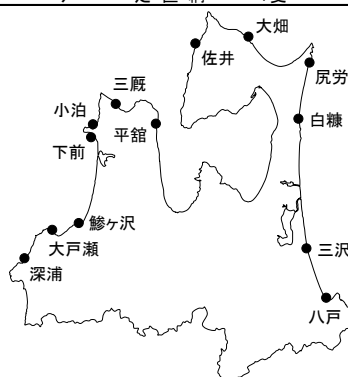 大畑
佐井
尻労
三厩
小泊
平舘
白糠
下前
鰺ヶ沢
大戸瀬
三沢
深浦
八戸